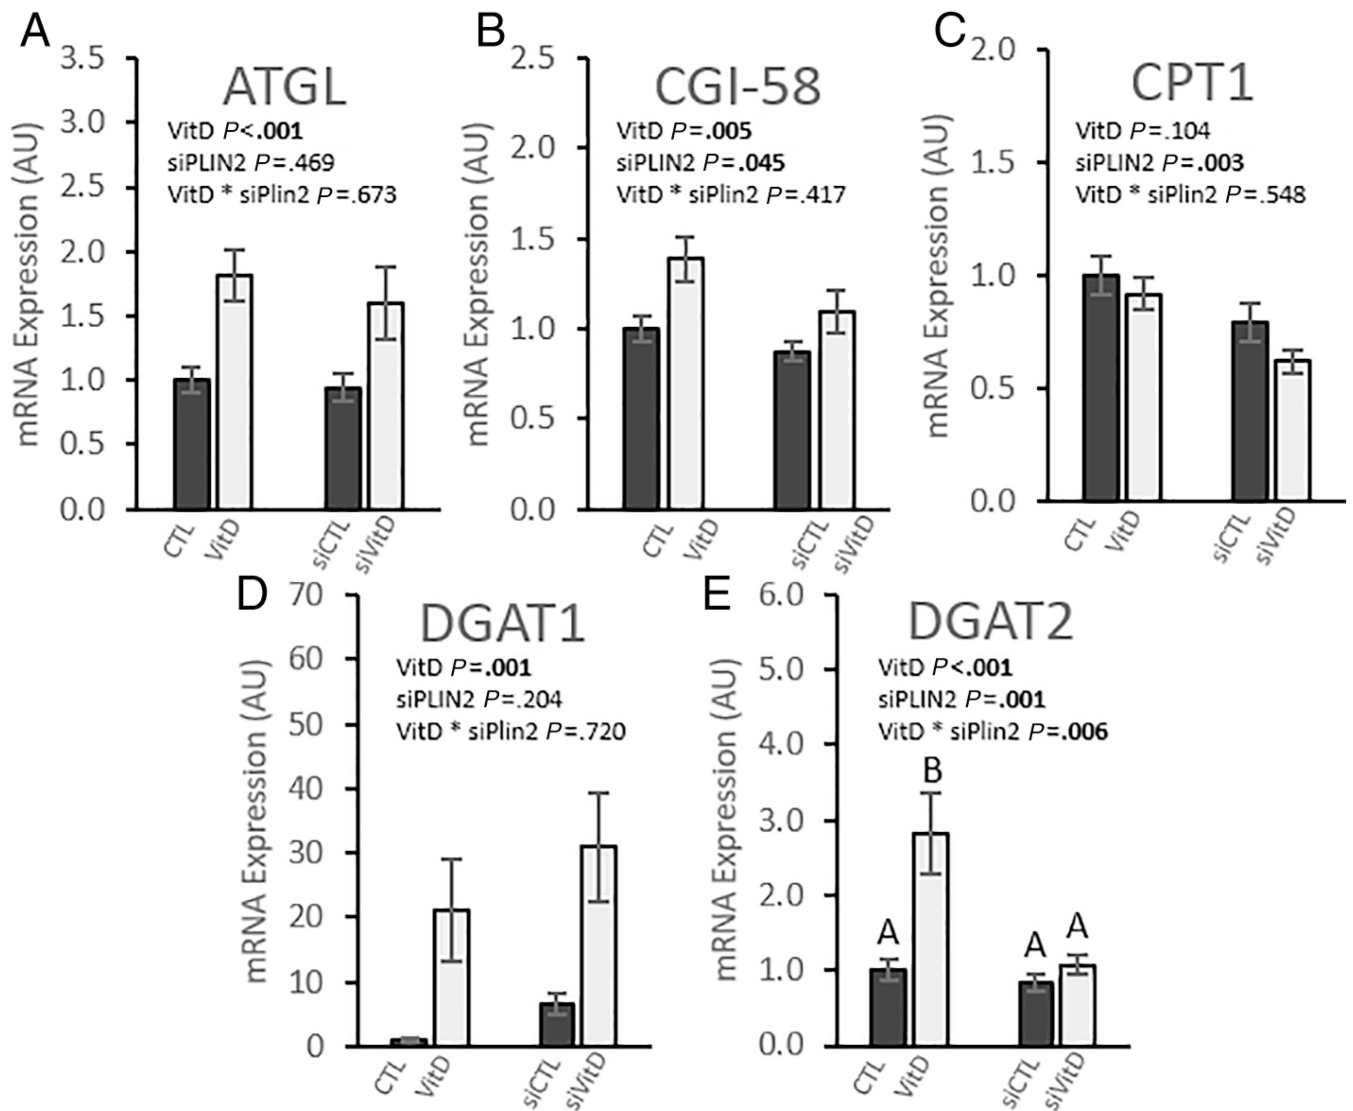 A
3.5
3.0
2.5
2.0
1.5
1.0
0.5
0.0
mRNA Expression (AU)
ATGL
VitD P<.001
siPLIN2 P=.469
VitD * siPlin2 P=.673
CTL
VitD
siCTL
siVitD
B
2.5
2.0
1.5
1.0
0.5
0.0
mRNA Expression (AU)
CGI-58
VitD P=.005
siPLIN2 P=.045
VitD * siPlin2 P=.417
CTL
VitD
siCTL
siVitD
C
2.0
1.5
1.0
0.5
0.0
mRNA Expression (AU)
CPT1
VitD P=.104
siPLIN2 P=.003
VitD * siPlin2 P=.548
CTL
VitD
siCTL
siVitD
D
70
60
50
40
30
20
10
0
mRNA Expression (AU)
DGAT1
VitD P=.001
siPLIN2 P=.204
VitD * siPlin2 P=.720
CTL
VitD
siCTL
siVitD
E
6.0
5.0
4.0
3.0
2.0
1.0
0.0
mRNA Expression (AU)
DGAT2
VitD P<.001
siPLIN2 P=.001
VitD * siPlin2 P=.006
A
B
A
A
CTL
VitD
siCTL
siVitD